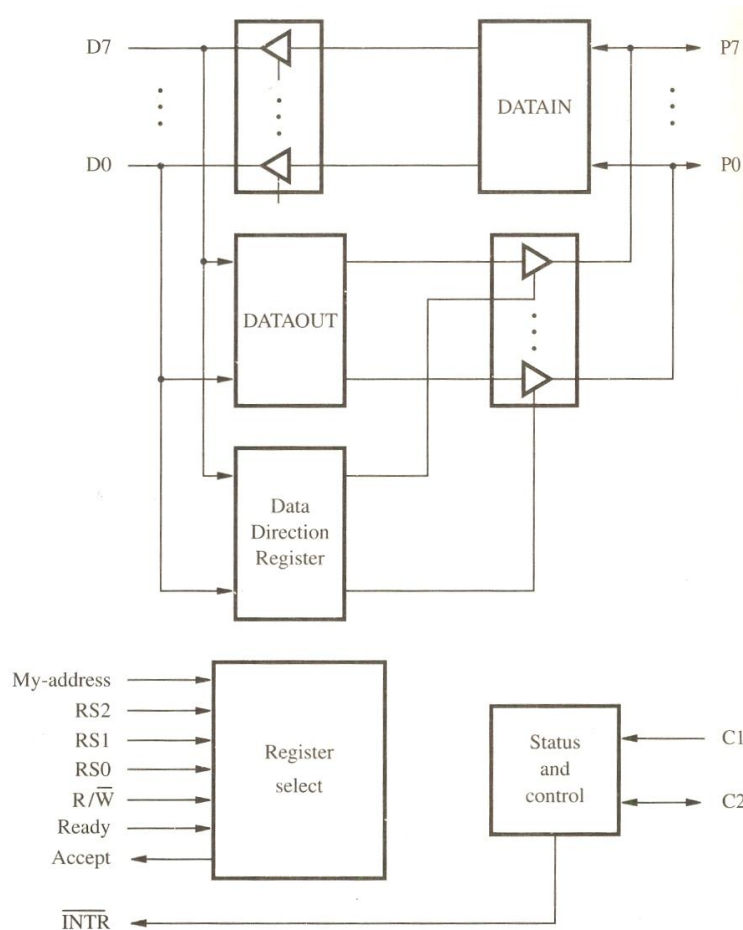 D7
P7
DATAIN
D0
P0
DATAOUT
Data
Direction
Register
My-address
RS2
RS1
RS0
R/W̅
Ready
Accept
Register
select
Status
and
control
C1
C2
I̅N̅T̅R̅